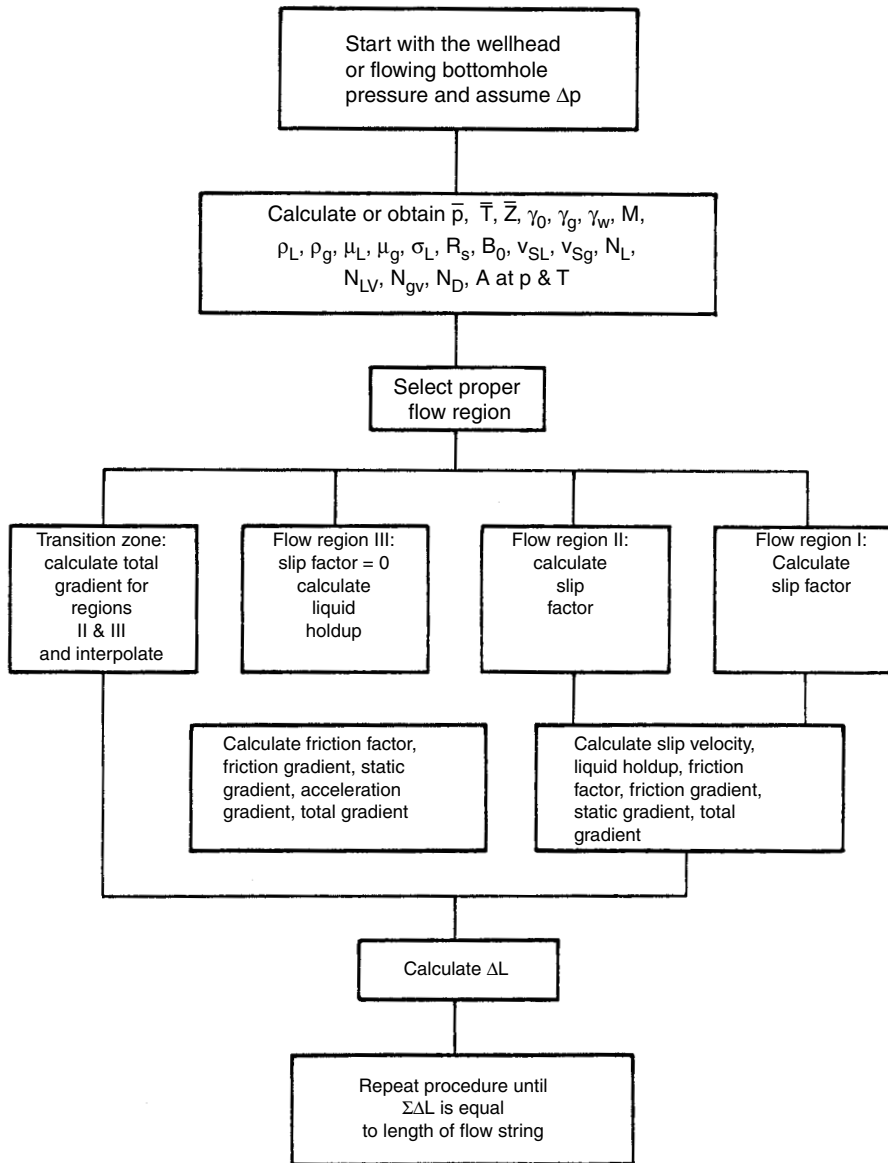 Start with the wellhead
or flowing bottomhole
pressure and assume Δp
Calculate or obtain p̅, T̅, Z̅, γ₀, γg, γw, M,
ρL, ρg, μL, μg, σL, Rs, B₀, vSL, vSg, NL,
NLV, Ngv, ND, A at p & T
Select proper
flow region
Transition zone:
calculate total
gradient for
regions
II & III
and interpolate
Flow region III:
slip factor = 0
calculate
liquid
holdup
Flow region II:
calculate
slip
factor
Flow region I:
Calculate
slip factor
Calculate friction factor,
friction gradient, static
gradient, acceleration
gradient, total gradient
Calculate slip velocity,
liquid holdup, friction
factor, friction gradient,
static gradient, total
gradient
Calculate ΔL
Repeat procedure until
ΣΔL is equal
to length of flow string